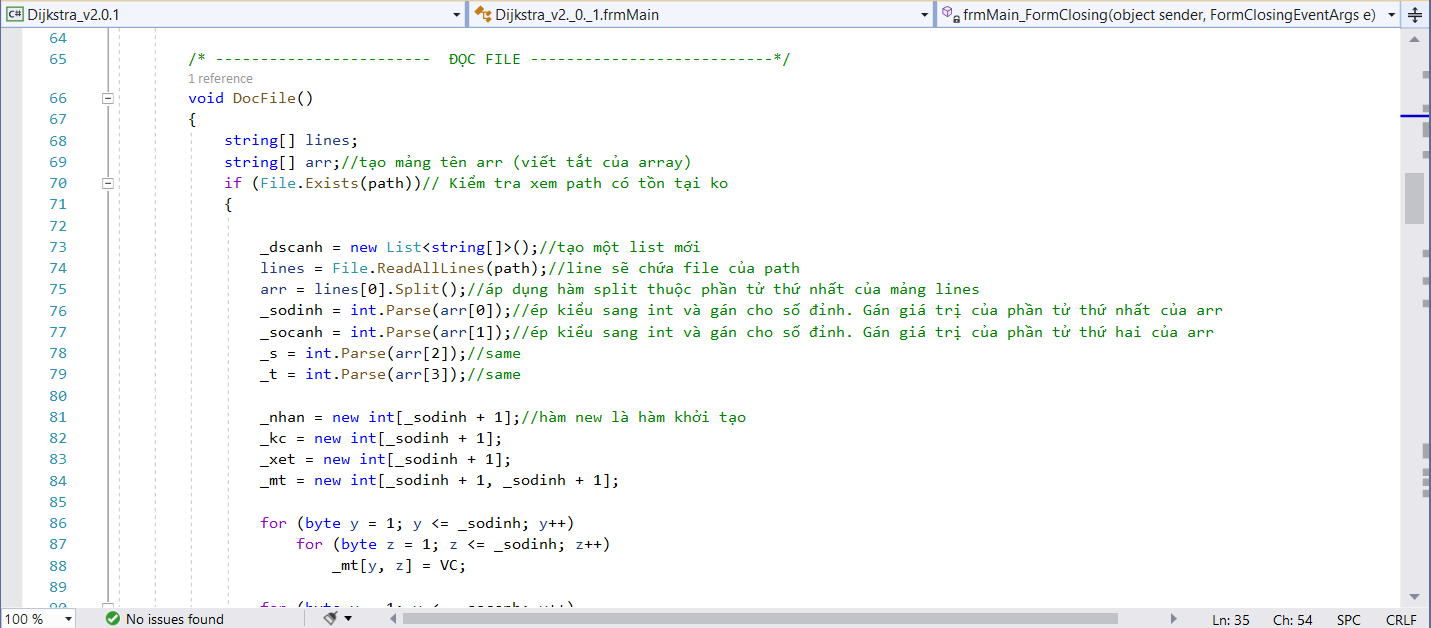 C# Dijkstra_v2.0.1 Dijkstra_v2._0._1.frmMain frmMain_FormClosing(object sender, FormClosingEventArgs e)
64
65 /* ------------------------ ĐỌC FILE ---------------------------*/
1 reference
66 void DocFile()
67 {
68 string[] lines;
69 string[] arr;//tạo mảng tên arr (viết tắt của array)
70 if (File.Exists(path))// Kiểm tra xem path có tồn tại ko
71 {
72
73 _dscanh = new List<string[]>();//tạo một list mới
74 lines = File.ReadAllLines(path);//line sẽ chứa file của path
75 arr = lines[0].Split();//áp dụng hàm split thuộc phần tử thứ nhất của mảng lines
76 _sodinh = int.Parse(arr[0]);//ép kiểu sang int và gán cho số đỉnh. Gán giá trị của phần tử thứ nhất của arr
77 _socanh = int.Parse(arr[1]);//ép kiểu sang int và gán cho số đỉnh. Gán giá trị của phần tử thứ hai của arr
78 _s = int.Parse(arr[2]);//same
79 _t = int.Parse(arr[3]);//same
80
81 _nhan = new int[_sodinh + 1];//hàm new là hàm khởi tạo
82 _kc = new int[_sodinh + 1];
83 _xet = new int[_sodinh + 1];
84 _mt = new int[_sodinh + 1, _sodinh + 1];
85
86 for (byte y = 1; y <= _sodinh; y++)
87 for (byte z = 1; z <= _sodinh; z++)
88 _mt[y, z] = VC;
89
100 % No issues found Ln: 35 Ch: 54 SPC CRLF